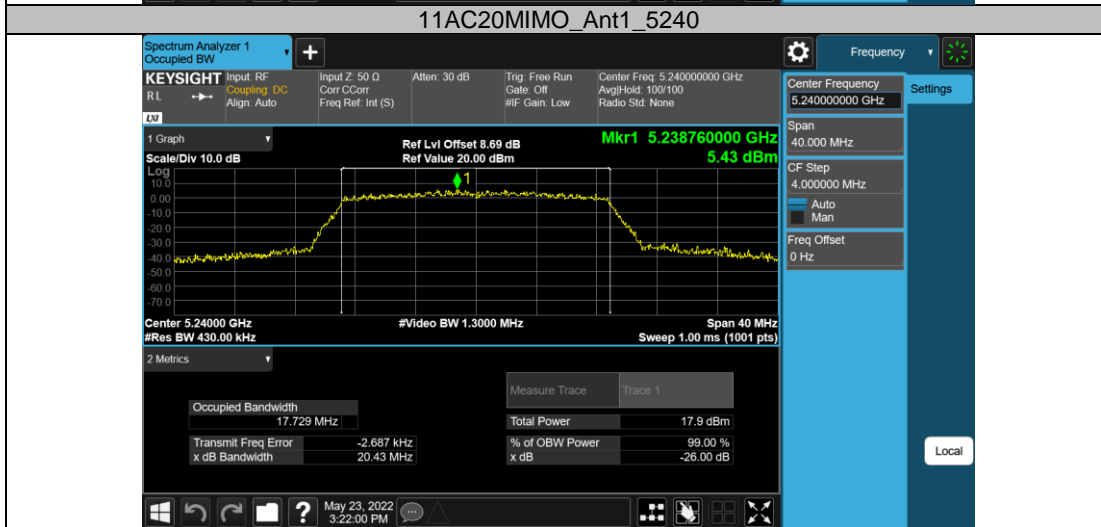 11AC20MIMO_Ant1_5240
Spectrum Analyzer 1
Occupied BW
+
Frequency
KEYSIGHT
RL
LXI
Input: RF
Coupling: DC
Align: Auto
Input Z: 50 Ω
Corr CCorr
Freq Ref: Int (S)
Atten: 30 dB
Trig: Free Run
Gate: Off
#IF Gain: Low
Center Freq: 5.240000000 GHz
Avg|Hold: 100/100
Radio Std: None
Center Frequency
5.240000000 GHz
Settings
Span
40.000 MHz
CF Step
4.000000 MHz
Auto
Man
Freq Offset
0 Hz
1 Graph
Scale/Div 10.0 dB
Ref Lvl Offset 8.69 dB
Ref Value 20.00 dBm
Mkr1 5.238760000 GHz
5.43 dBm
Log
1
10.0
0.00
-10.0
-20.0
-30.0
-40.0
-50.0
-60.0
-70.0
Center 5.24000 GHz
#Res BW 430.00 kHz
#Video BW 1.3000 MHz
Span 40 MHz
Sweep 1.00 ms (1001 pts)
2 Metrics
Measure Trace Trace 1
Occupied Bandwidth
17.729 MHz
Total Power 17.9 dBm
Transmit Freq Error -2.687 kHz
% of OBW Power 99.00 %
x dB Bandwidth 20.43 MHz
x dB -26.00 dB
Local
?
May 23, 2022
3:22:00 PM